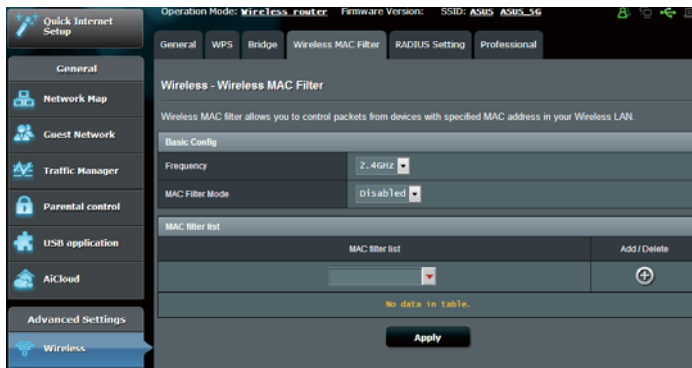 Quick Internet Setup
Operation Mode: Wireless router Firmware Version: SSID: ASUS ASUS_5G
General WPS Bridge Wireless MAC Filter RADIUS Setting Professional
General
Network Map
Guest Network
Traffic Manager
Parental control
USB application
AiCloud
Advanced Settings
Wireless
Wireless - Wireless MAC Filter
Wireless MAC filter allows you to control packets from devices with specified MAC address in your Wireless LAN.
Basic Config
Frequency 2.4GHz
MAC Filter Mode Disabled
MAC filter list
MAC filter list Add / Delete
No data in table.
Apply